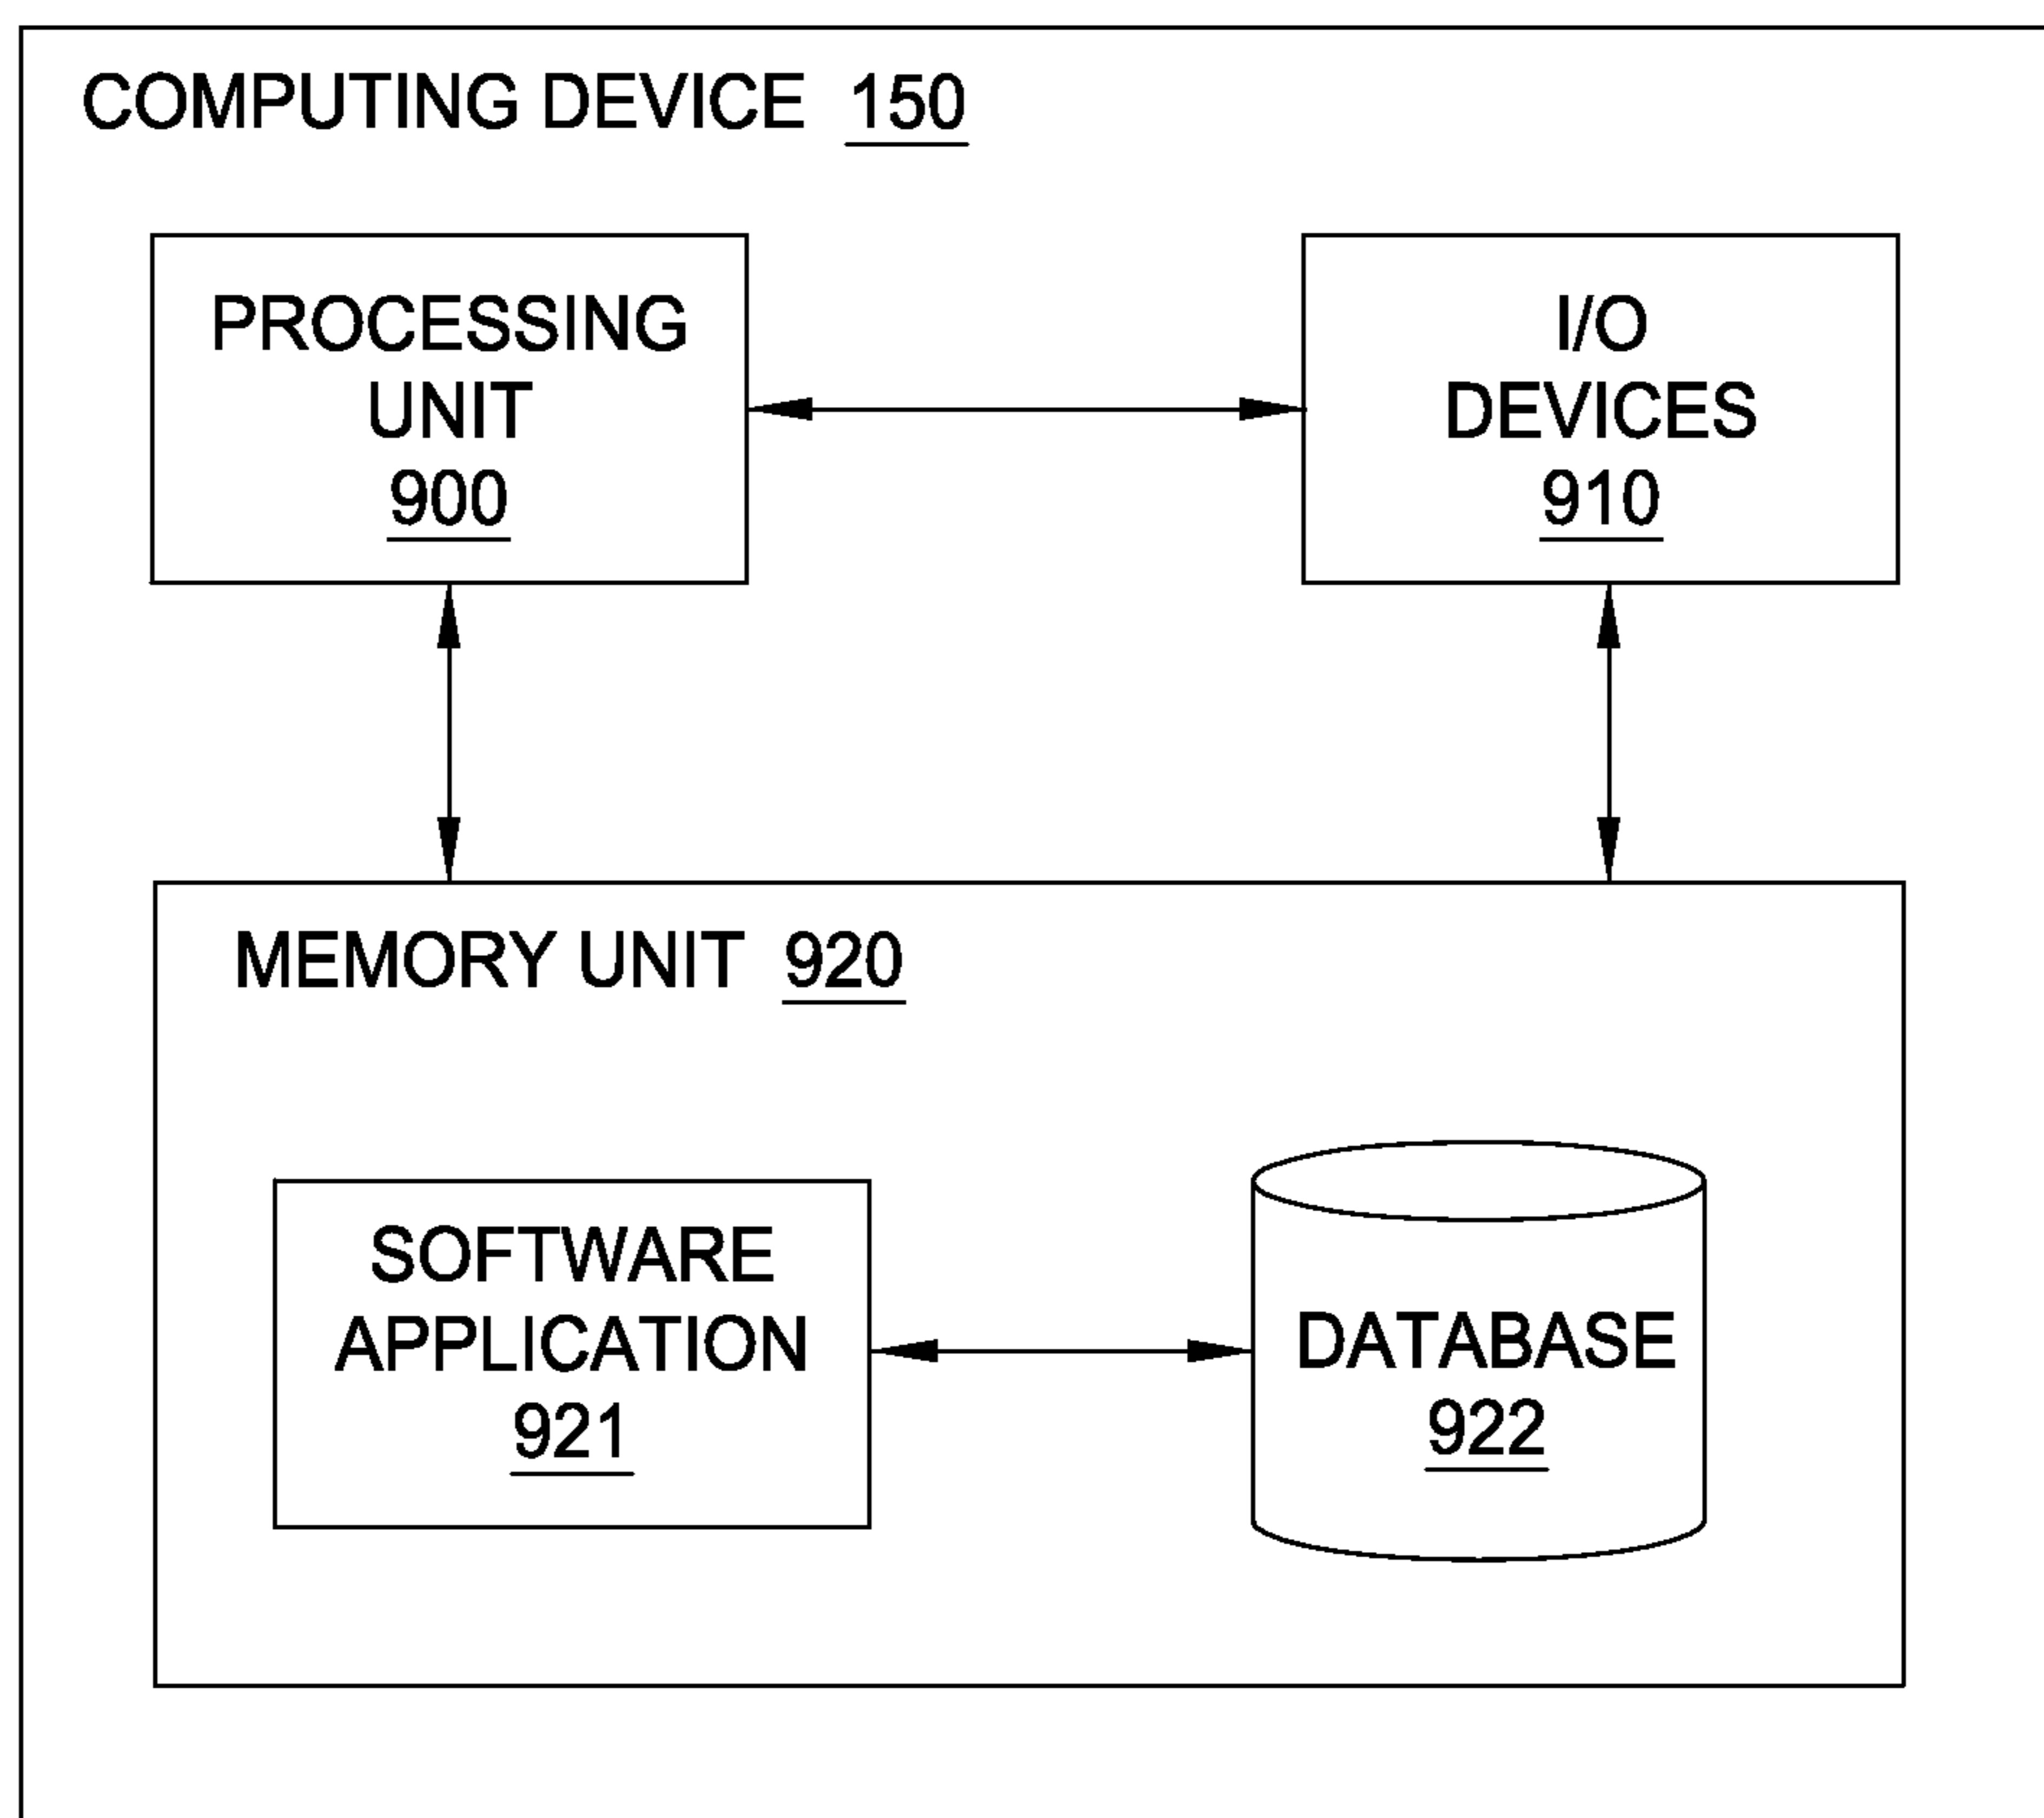 COMPUTING DEVICE 150
PROCESSING
UNIT
900
I/O
DEVICES
910
MEMORY UNIT 920
SOFTWARE
APPLICATION
921
DATABASE
922